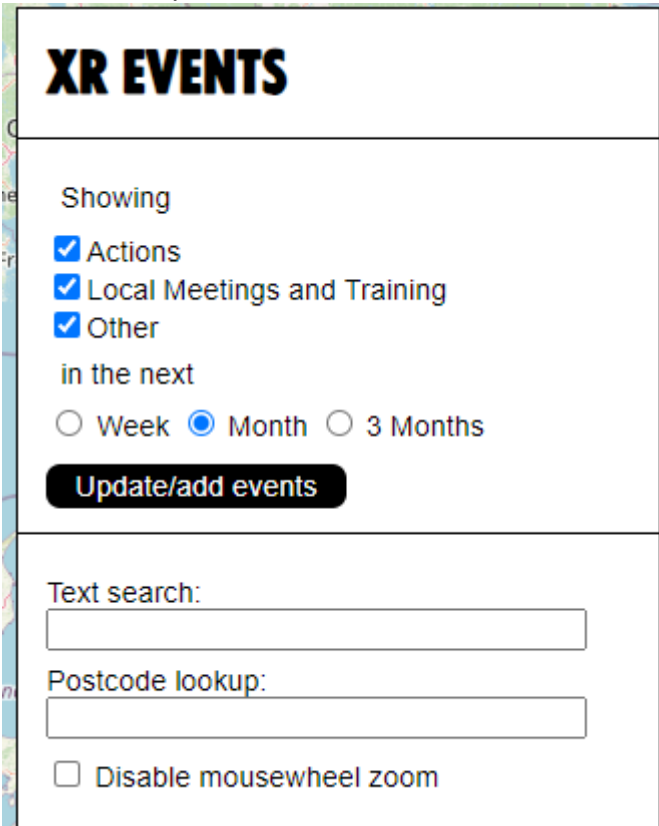 XR EVENTS
Showing
Actions
Local Meetings and Training
Other
in the next
Week Month 3 Months
Update/add events
Text search:
Postcode lookup:
Disable mousewheel zoom